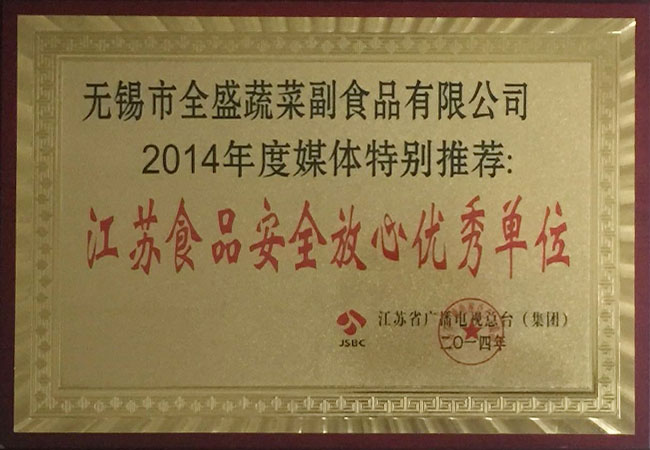 无锡市全盛蔬菜副食品有限公司
2014年度媒体特别推荐:
江苏食品安全放心优秀单位
JSBC
江苏省广播电视总台（集团）
二〇一四年